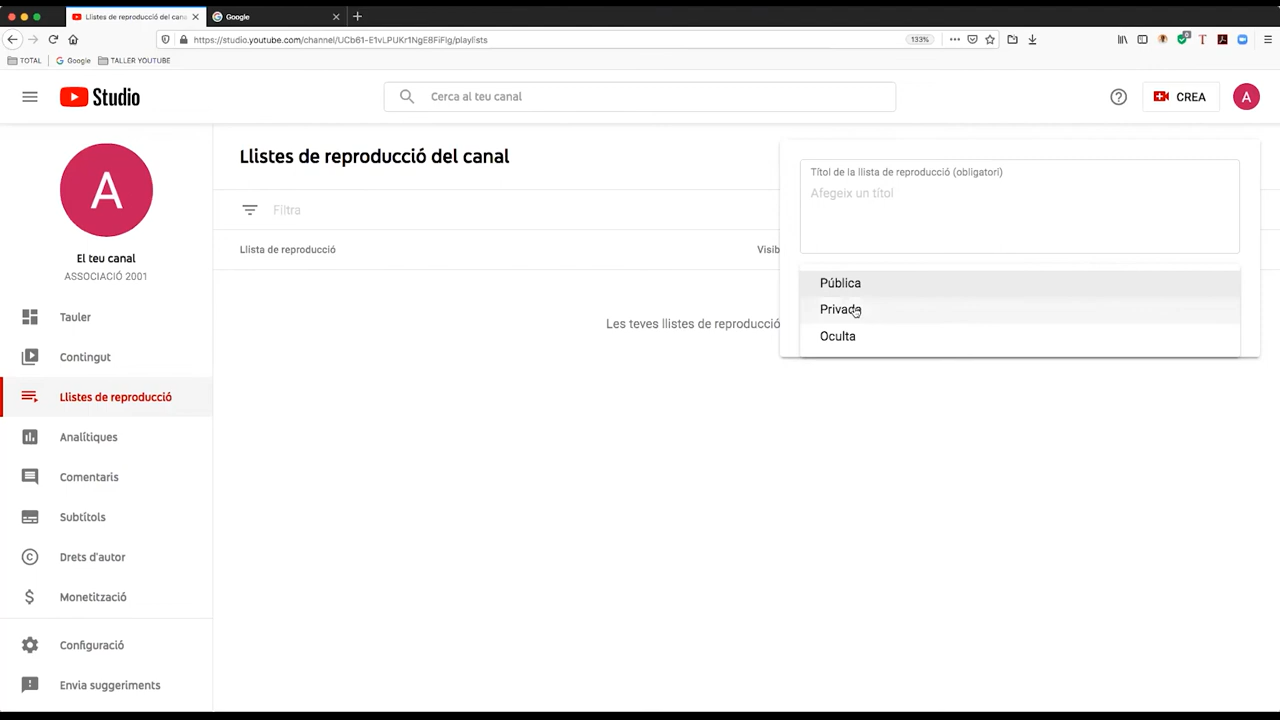 Llistes de reproducció del cana
Google
https://studio.youtube.com/channel/UCb61-E1vLPUKr1NgE8FiFIg/playlists
133%
TOTAL
Google
TALLER YOUTUBE
Studio
Cerca al teu canal
CREA
A
A
El teu canal
ASSOCIACIÓ 2001
Tauler
Contingut
Llistes de reproducció
Analítiques
Comentaris
Subtítols
Drets d'autor
Monetització
Configuració
Envia suggeriments
Llistes de reproducció del canal
Filtra
Llista de reproducció
Visib
Les teves llistes de reproducció
Títol de la llista de reproducció (obligatori)
Afegeix un títol
Pública
Privada
Oculta